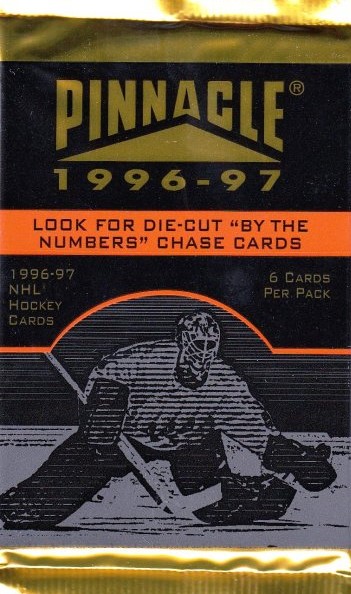 PINNACLE®
1996-97
LOOK FOR DIE-CUT "BY THE
NUMBERS" CHASE CARDS
1996-97
NHL
HOCKEY
CARDS
6 CARDS
PER PACK